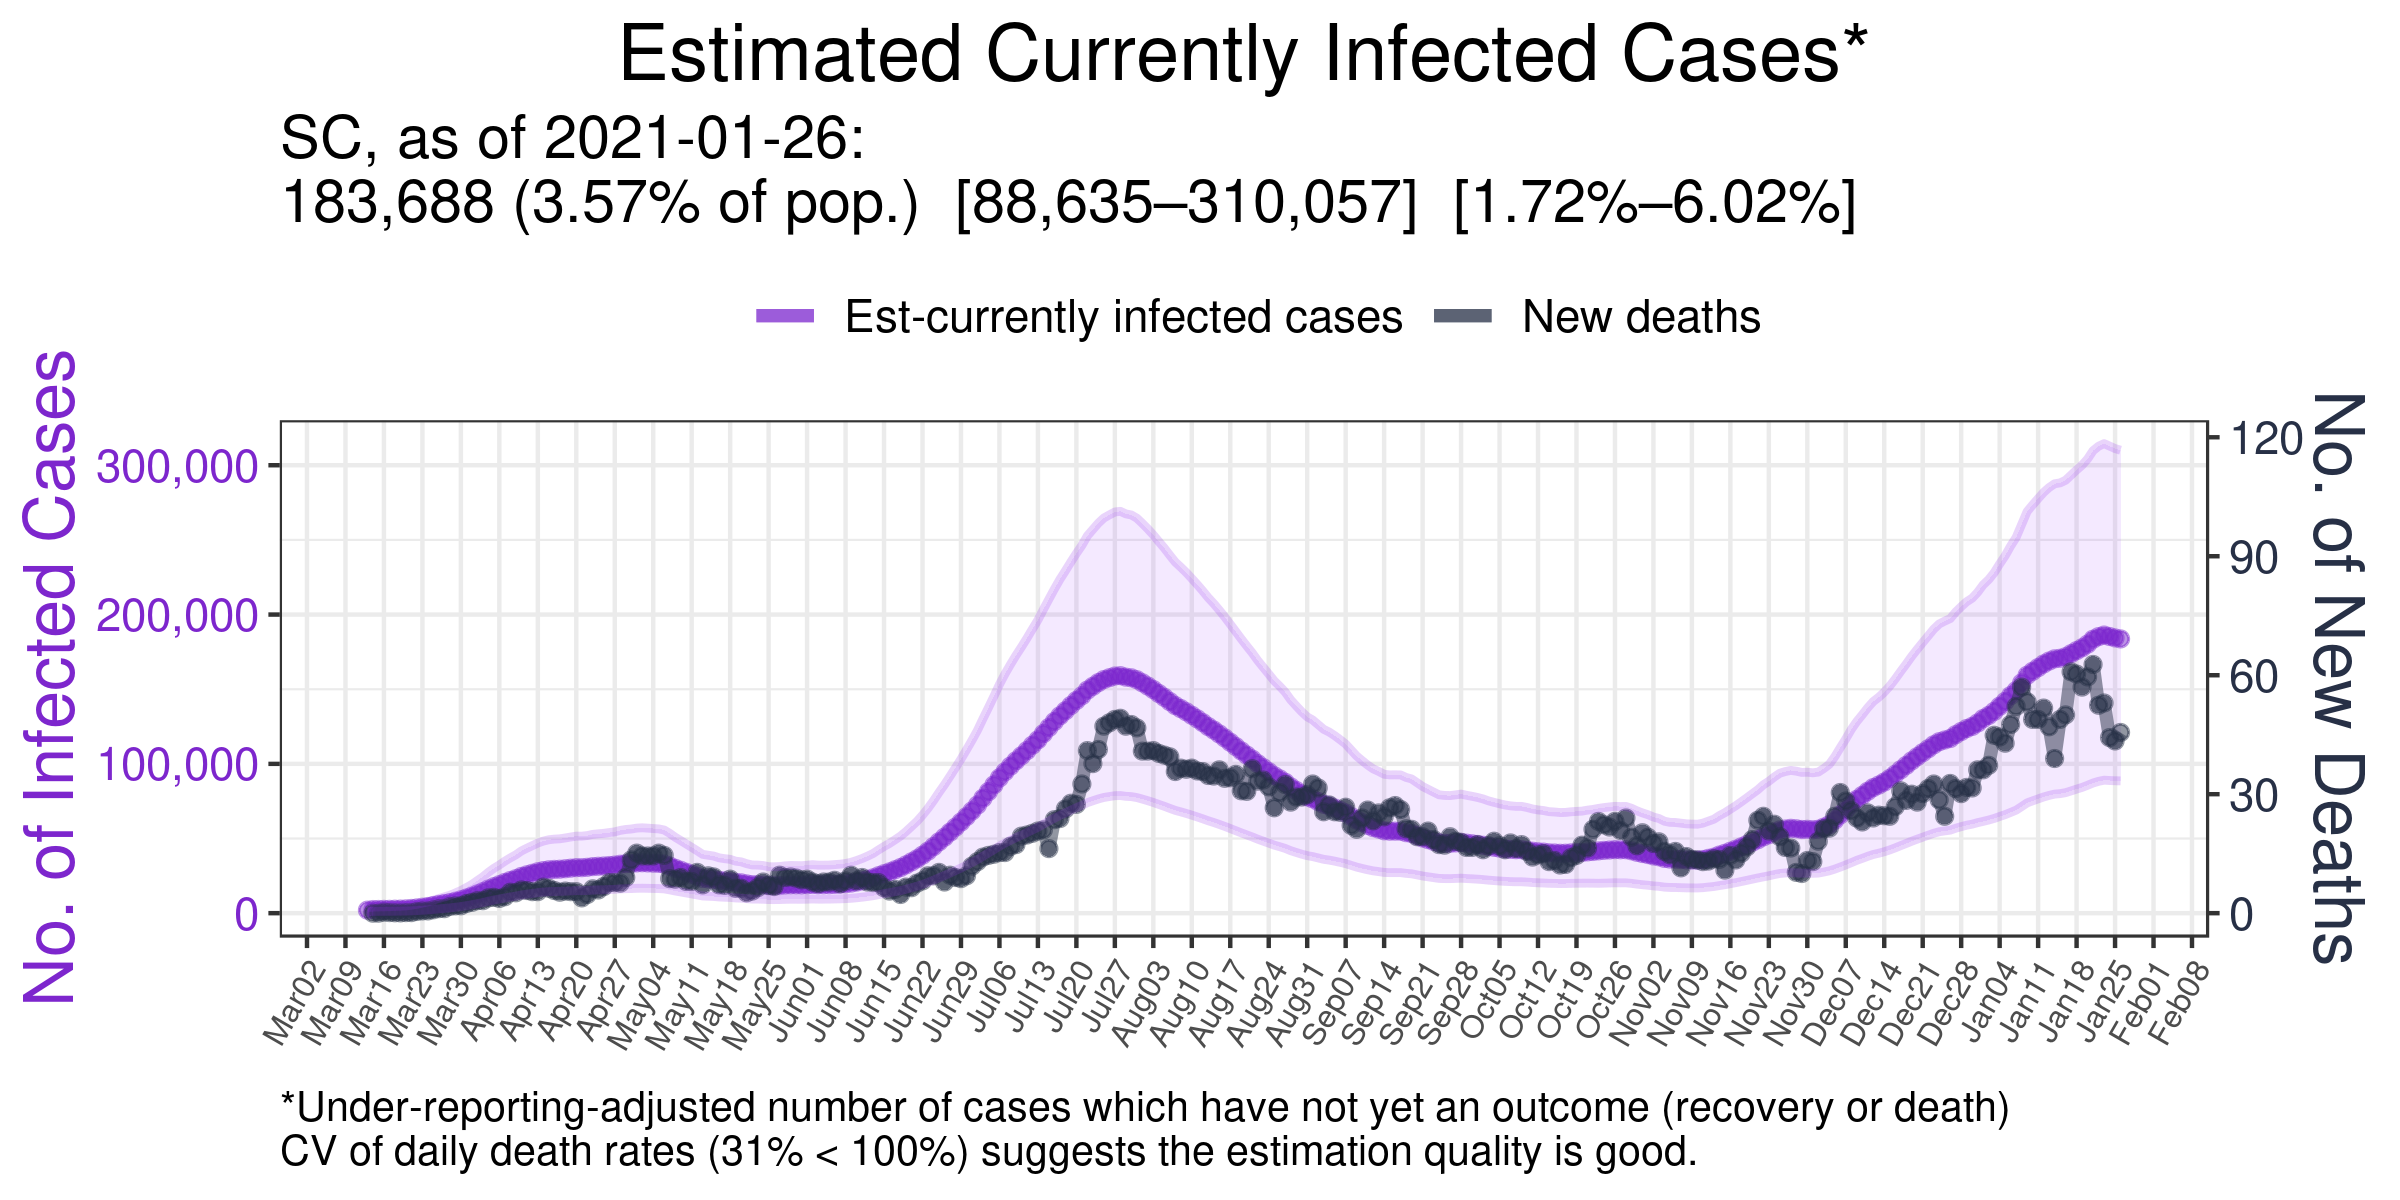 Estimated Currently Infected Cases*
SC, as of 2021-01-26:
183,688 (3.57% of pop.)  [88,635–310,057]  [1.72%–6.02%]
Est-currently infected cases
New deaths
No. of Infected Cases
300,000
200,000
100,000
0
120
90
60
30
0
No. of New Deaths
Mar02
Mar09
Mar16
Mar23
Mar30
Apr06
Apr13
Apr20
Apr27
May04
May11
May18
May25
Jun01
Jun08
Jun15
Jun22
Jun29
Jul06
Jul13
Jul20
Jul27
Aug03
Aug10
Aug17
Aug24
Aug31
Sep07
Sep14
Sep21
Sep28
Oct05
Oct12
Oct19
Oct26
Nov02
Nov09
Nov16
Nov23
Nov30
Dec07
Dec14
Dec21
Dec28
Jan04
Jan11
Jan18
Jan25
Feb01
Feb08
*Under-reporting-adjusted number of cases which have not yet an outcome (recovery or death)
CV of daily death rates (31% < 100%) suggests the estimation quality is good.